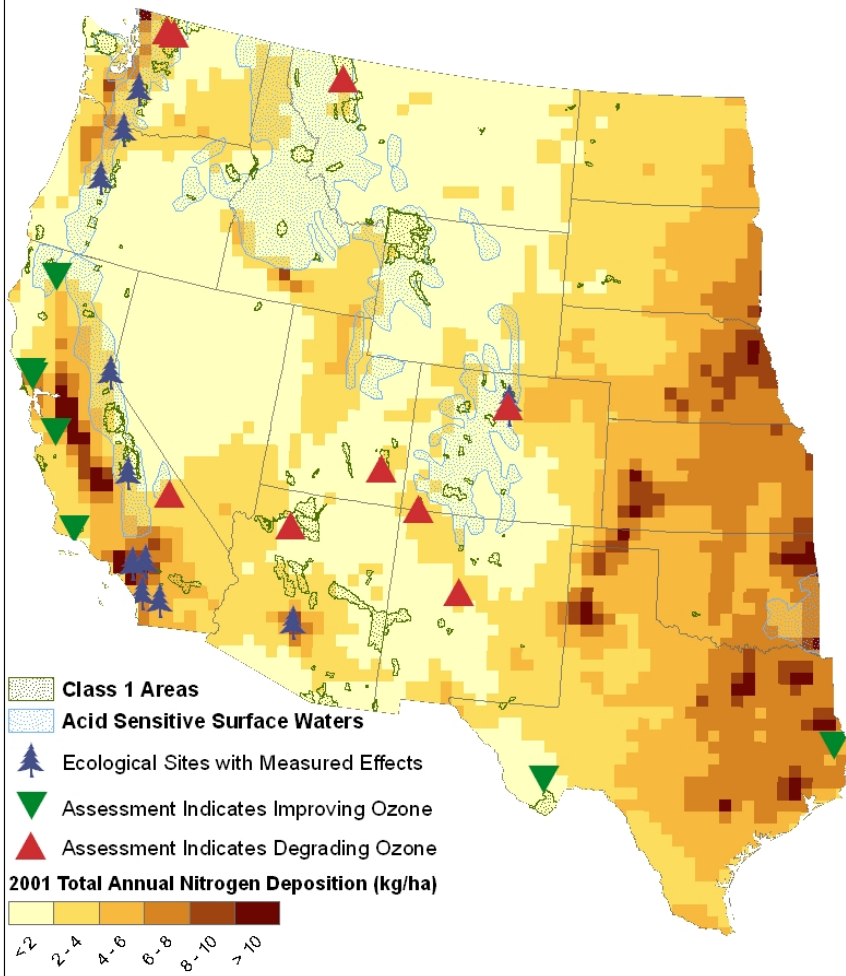 Class 1 Areas
Acid Sensitive Surface Waters
Ecological Sites with Measured Effects
Assessment Indicates Improving Ozone
Assessment Indicates Degrading Ozone
2001 Total Annual Nitrogen Deposition (kg/ha)
<2 2-4 4-6 6-8 8-10 >10